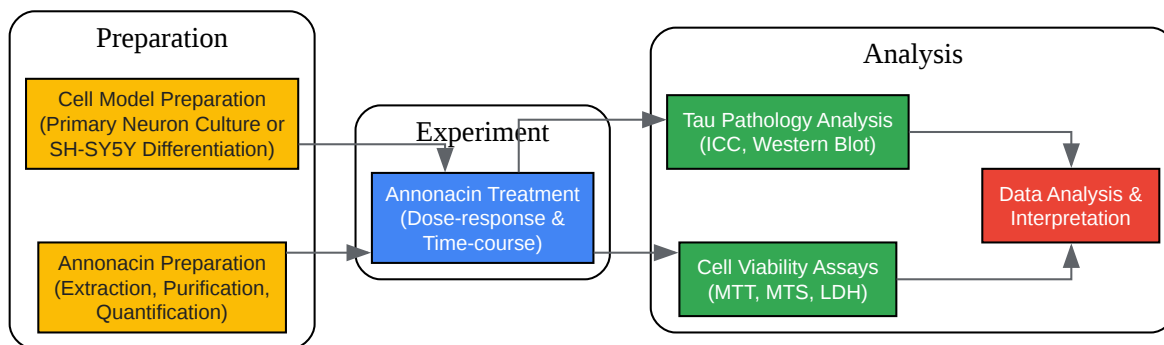 Preparation
Cell Model Preparation
(Primary Neuron Culture or
SH-SY5Y Differentiation)
Annonacin Preparation
(Extraction, Purification,
Quantification)
Experiment
Annonacin Treatment
(Dose-response &
Time-course)
Analysis
Tau Pathology Analysis
(ICC, Western Blot)
Cell Viability Assays
(MTT, MTS, LDH)
Data Analysis &
Interpretation